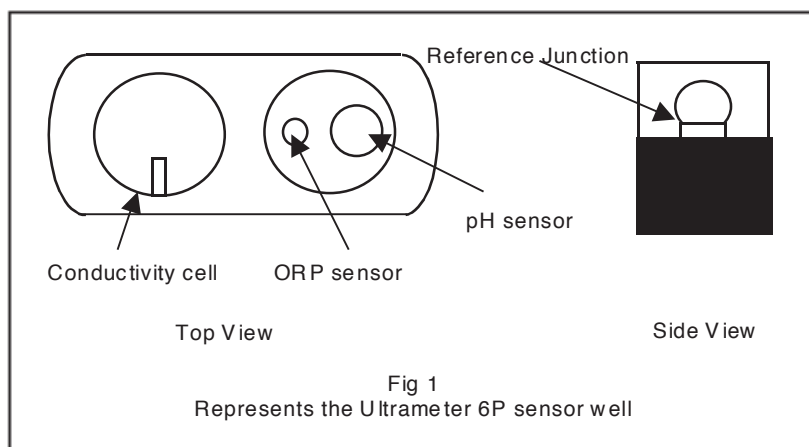 Reference Junction
pH sensor
Conductivity cell
ORP sensor
Top View
Side View
Fig 1
Represents the Ultrameter 6P sensor well